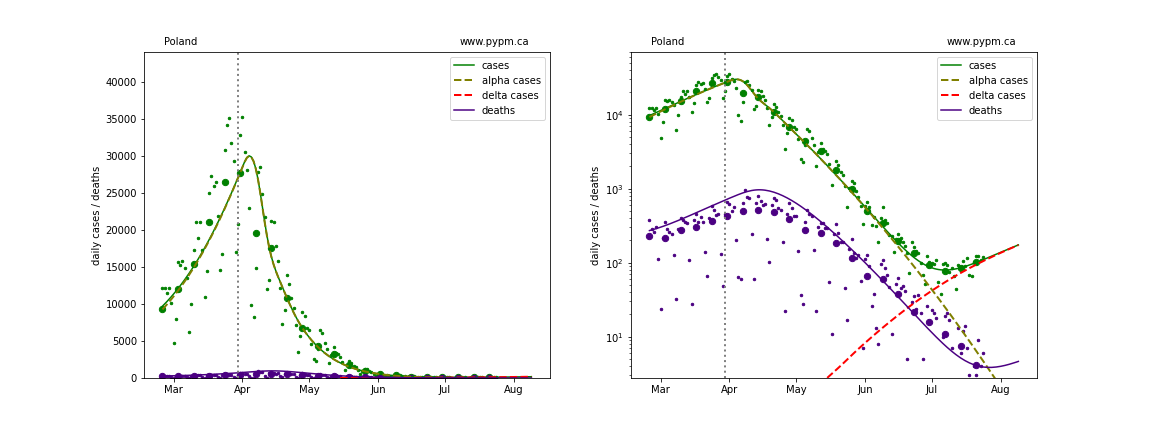 Poland www.pypm.ca
cases
alpha cases
delta cases
deaths
daily cases / deaths
40000
35000
30000
25000
20000
15000
10000
5000
0
Mar Apr May Jun Jul Aug
Poland www.pypm.ca
cases
alpha cases
delta cases
deaths
daily cases / deaths
10⁴
10³
10²
10¹
Mar Apr May Jun Jul Aug